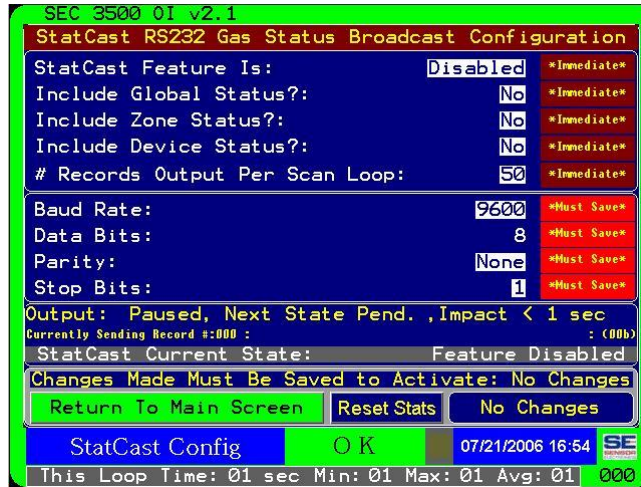 SEC 3500 OI v2.1
StatCast RS232 Gas Status Broadcast Configuration
StatCast Feature Is: Disabled *Immediate*
Include Global Status?: No *Immediate*
Include Zone Status?: No *Immediate*
Include Device Status?: No *Immediate*
# Records Output Per Scan Loop: 50 *Immediate*
Baud Rate: 9600 *Must Save*
Data Bits: 8 *Must Save*
Parity: None *Must Save*
Stop Bits: 1 *Must Save*
Output: Paused, Next State Pend. ,Impact < 1 sec
Currently Sending Record #:000 : : (00b)
StatCast Current State: Feature Disabled
Changes Made Must Be Saved to Activate: No Changes
Return To Main Screen Reset Stats No Changes
StatCast Config OK 07/21/2006 16:54 SE
SENSOR
This Loop Time: 01 sec Min: 01 Max: 01 Avg: 01 000